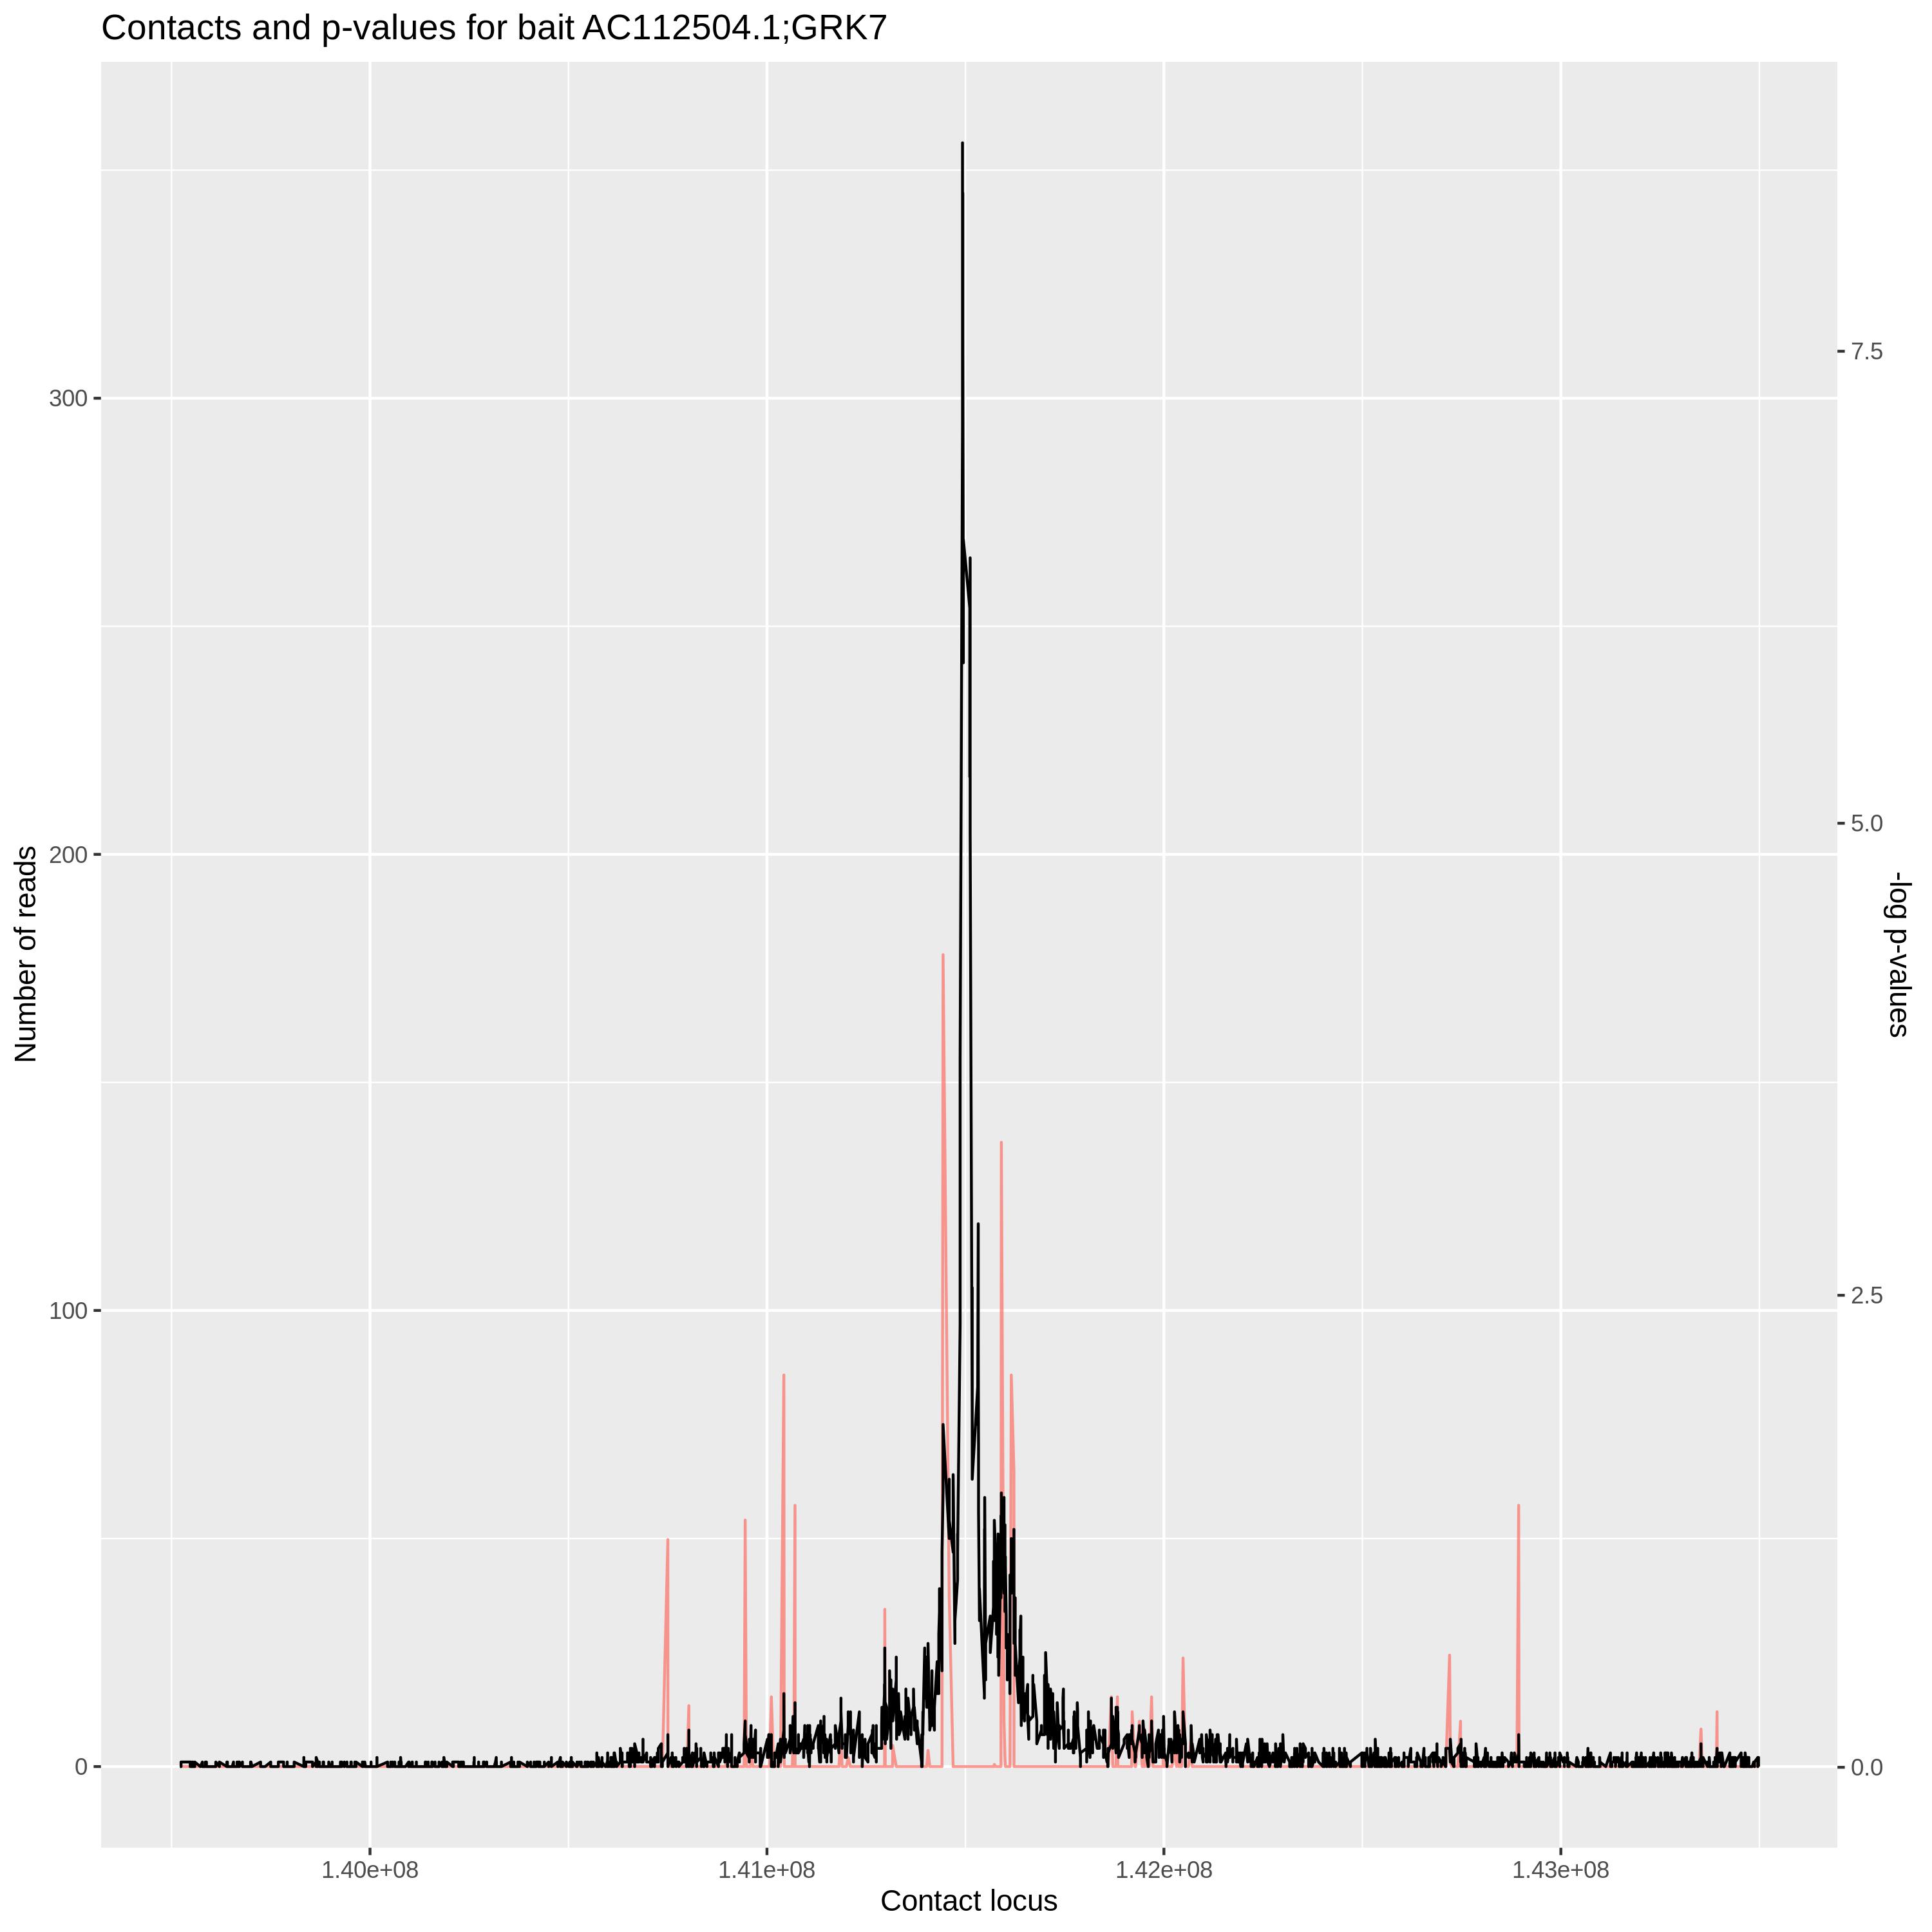 Contacts and p-values for bait AC112504.1;GRK7
300
200
100
0
Number of reads
7.5
5.0
2.5
0.0
-log p-values
1.40e+08
1.41e+08
1.42e+08
1.43e+08
Contact locus